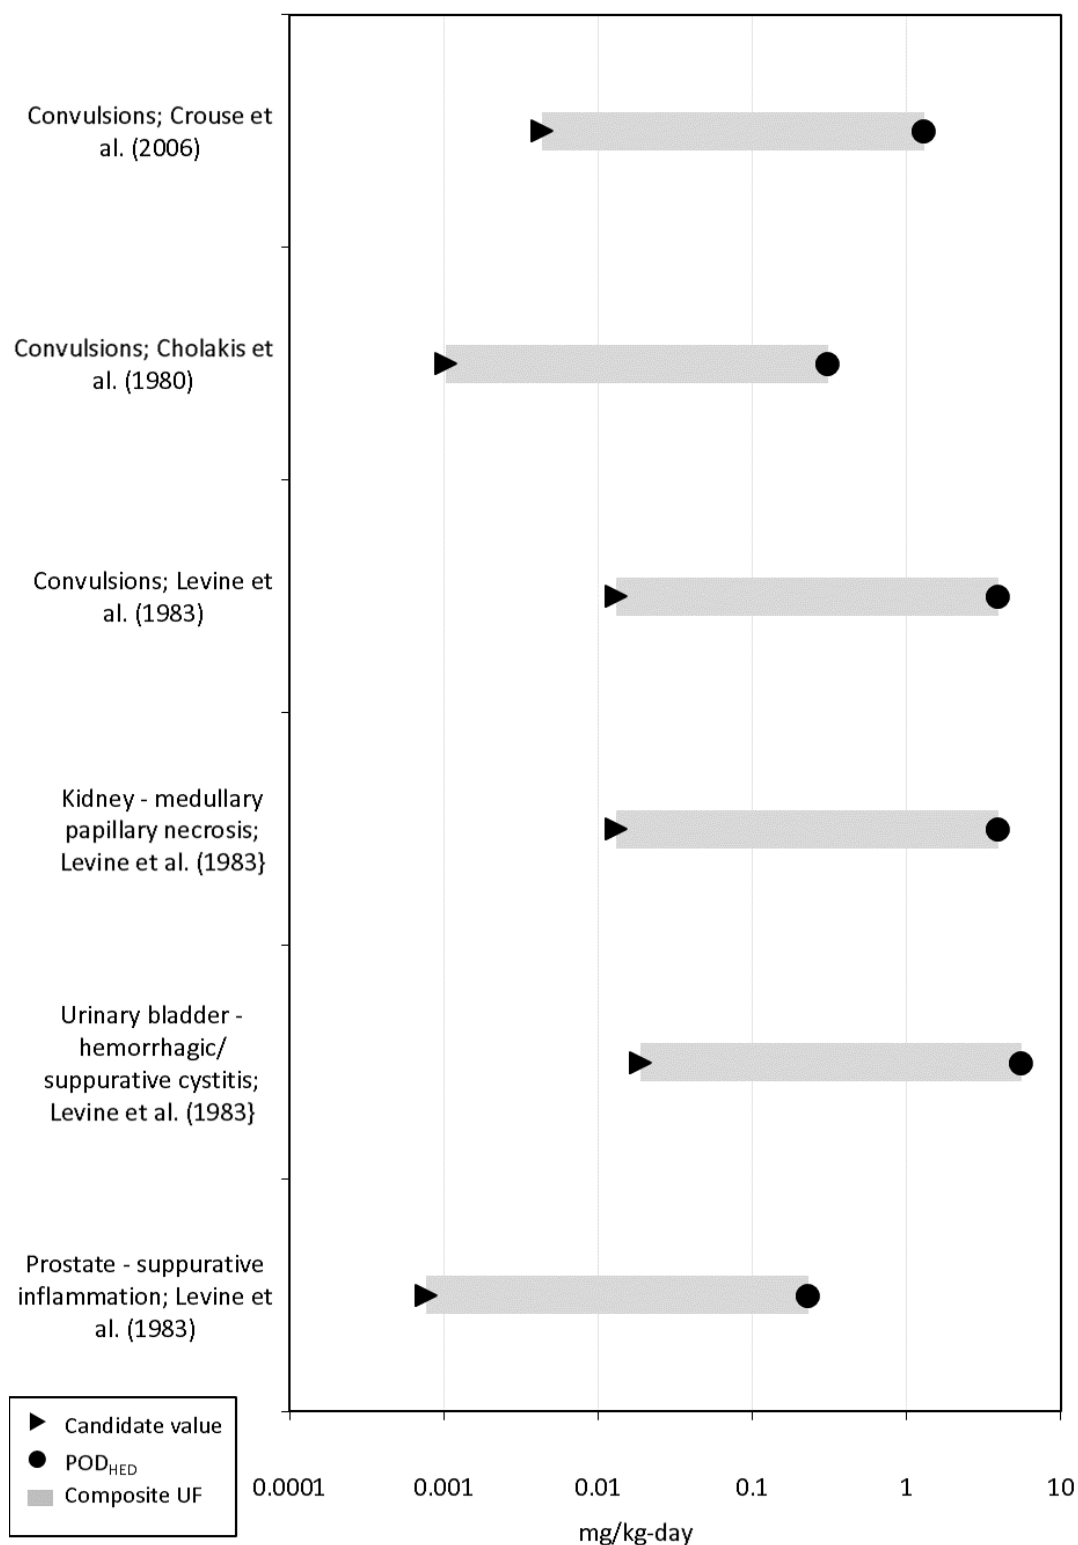 Convulsions; Crouse et
al. (2006)
Convulsions; Cholakis et
al. (1980)
Convulsions; Levine et
al. (1983)
Kidney - medullary
papillary necrosis;
Levine et al. (1983}
Urinary bladder -
hemorrhagic/
suppurative cystitis;
Levine et al. (1983}
Prostate - suppurative
inflammation; Levine et
al. (1983)
Candidate value
POD_HED
Composite UF
0.0001 0.001 0.01 0.1 1 10
mg/kg-day